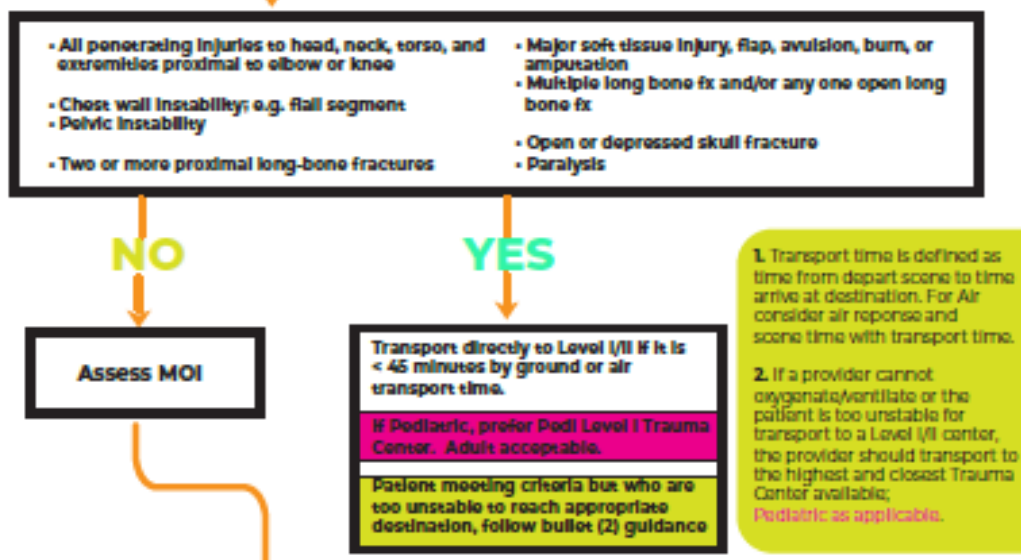 - All penetrating injuries to head, neck, torso, and
extremities proximal to elbow or knee
- Chest wall instability; e.g. flail segment
- Pelvic instability
- Two or more proximal long-bone fractures
- Major soft tissue injury, flap, avulsion, burn, or
amputation
- Multiple long bone fx and/or any one open long
bone fx
- Open or depressed skull fracture
- Paralysis
NO
YES
Assess MOI
Transport directly to Level I/II if it is
< 45 minutes by ground or air
transport time.
If Pediatric, prefer Pedi Level I Trauma
Center. Adult acceptable.
Patient meeting criteria but who are
too unstable to reach appropriate
destination, follow bullet (2) guidance
1. Transport time is defined as
time from depart scene to time
arrive at destination. For Air
consider air reponse and
scene time with transport time.
2. If a provider cannot
oxygenate/ventilate or the
patient is too unstable for
transport to a Level I/II center,
the provider should transport to
the highest and closest Trauma
Center available;
Pediatric as applicable.